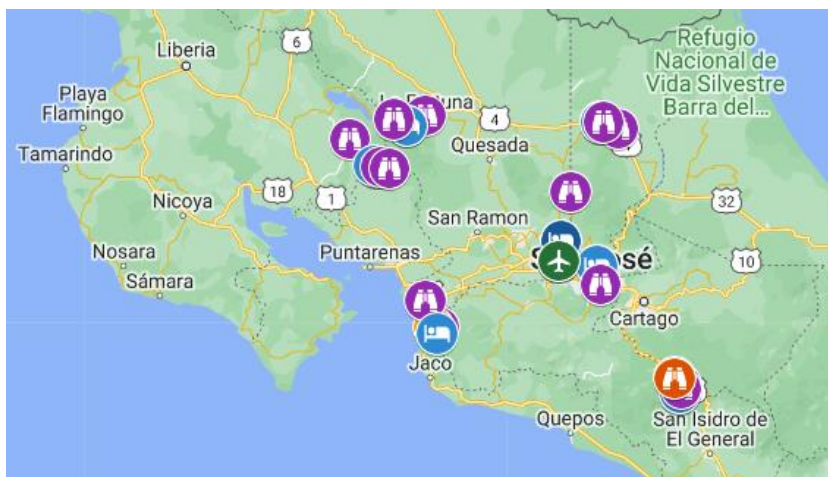 Refugio
Nacional de
Vida Silvestre
Barra del...
Liberia
6
Playa
Flamingo
Fortuna
4
Tamarindo
Quesada
18
1
Nicoya
32
San Ramon
Nosara
Puntarenas
10
Sámara
Cartago
Jaco
Quepos
San Isidro de
El General